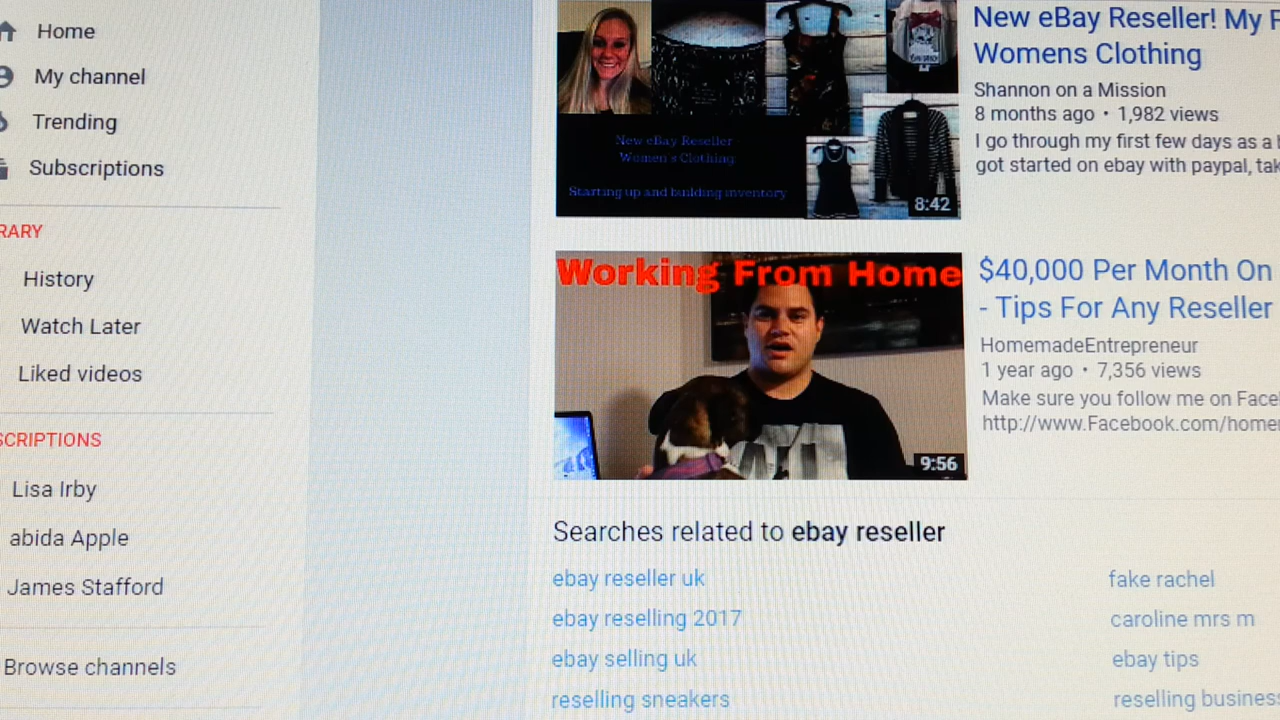 Home
My channel
Trending
Subscriptions
RARY
History
Watch Later
Liked videos
SCRIPTIONS
Lisa Irby
abida Apple
James Stafford
Browse channels
New eBay Reseller
Women's Clothing
Starting up and building inventory
8:42
New eBay Reseller! My F
Womens Clothing
Shannon on a Mission
8 months ago • 1,982 views
I go through my first few days as a
got started on ebay with paypal, tak
Working From Home
9:56
$40,000 Per Month On
- Tips For Any Reseller
HomemadeEntrepreneur
1 year ago • 7,356 views
Make sure you follow me on Face
http://www.Facebook.com/home
Searches related to ebay reseller
ebay reseller uk
ebay reselling 2017
ebay selling uk
reselling sneakers
fake rachel
caroline mrs m
ebay tips
reselling business